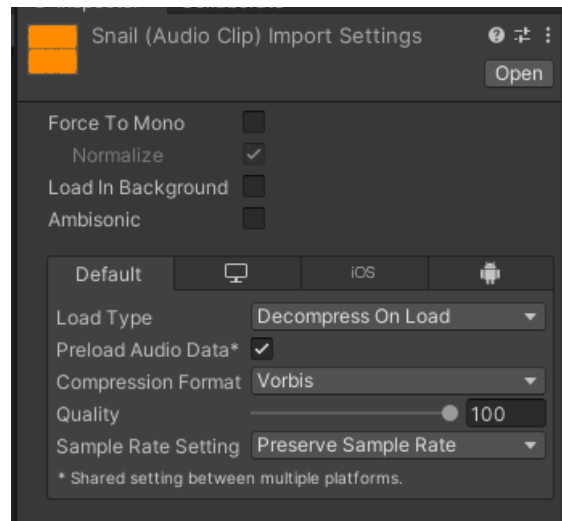 Snail (Audio Clip) Import Settings
Open
Force To Mono
Normalize
Load In Background
Ambisonic
Default iOS
Load Type Decompress On Load
Preload Audio Data*
Compression Format Vorbis
Quality 100
Sample Rate Setting Preserve Sample Rate
* Shared setting between multiple platforms.